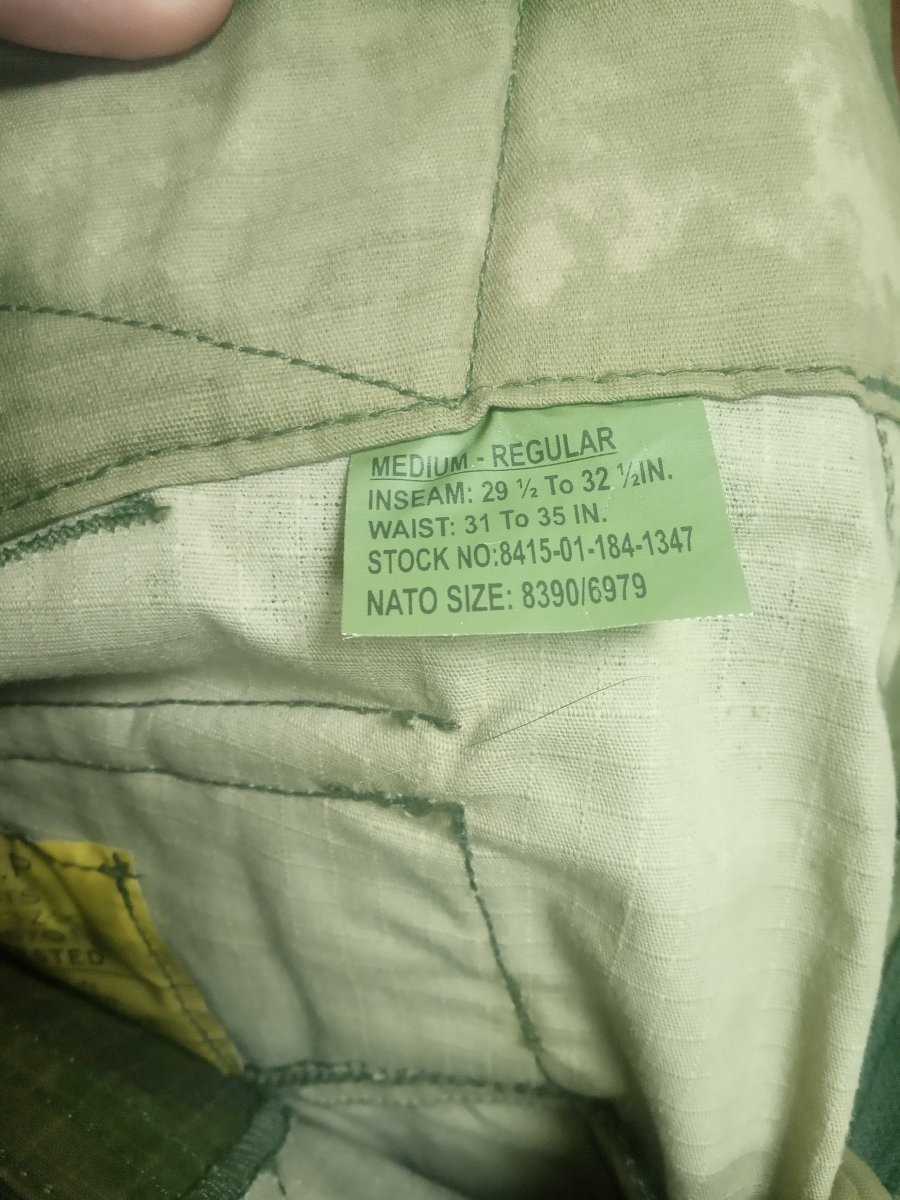 MEDIUM - REGULAR
INSEAM: 29 ½ To 32 ½IN.
WAIST: 31 To 35 IN.
STOCK NO:8415-01-184-1347
NATO SIZE: 8390/6979